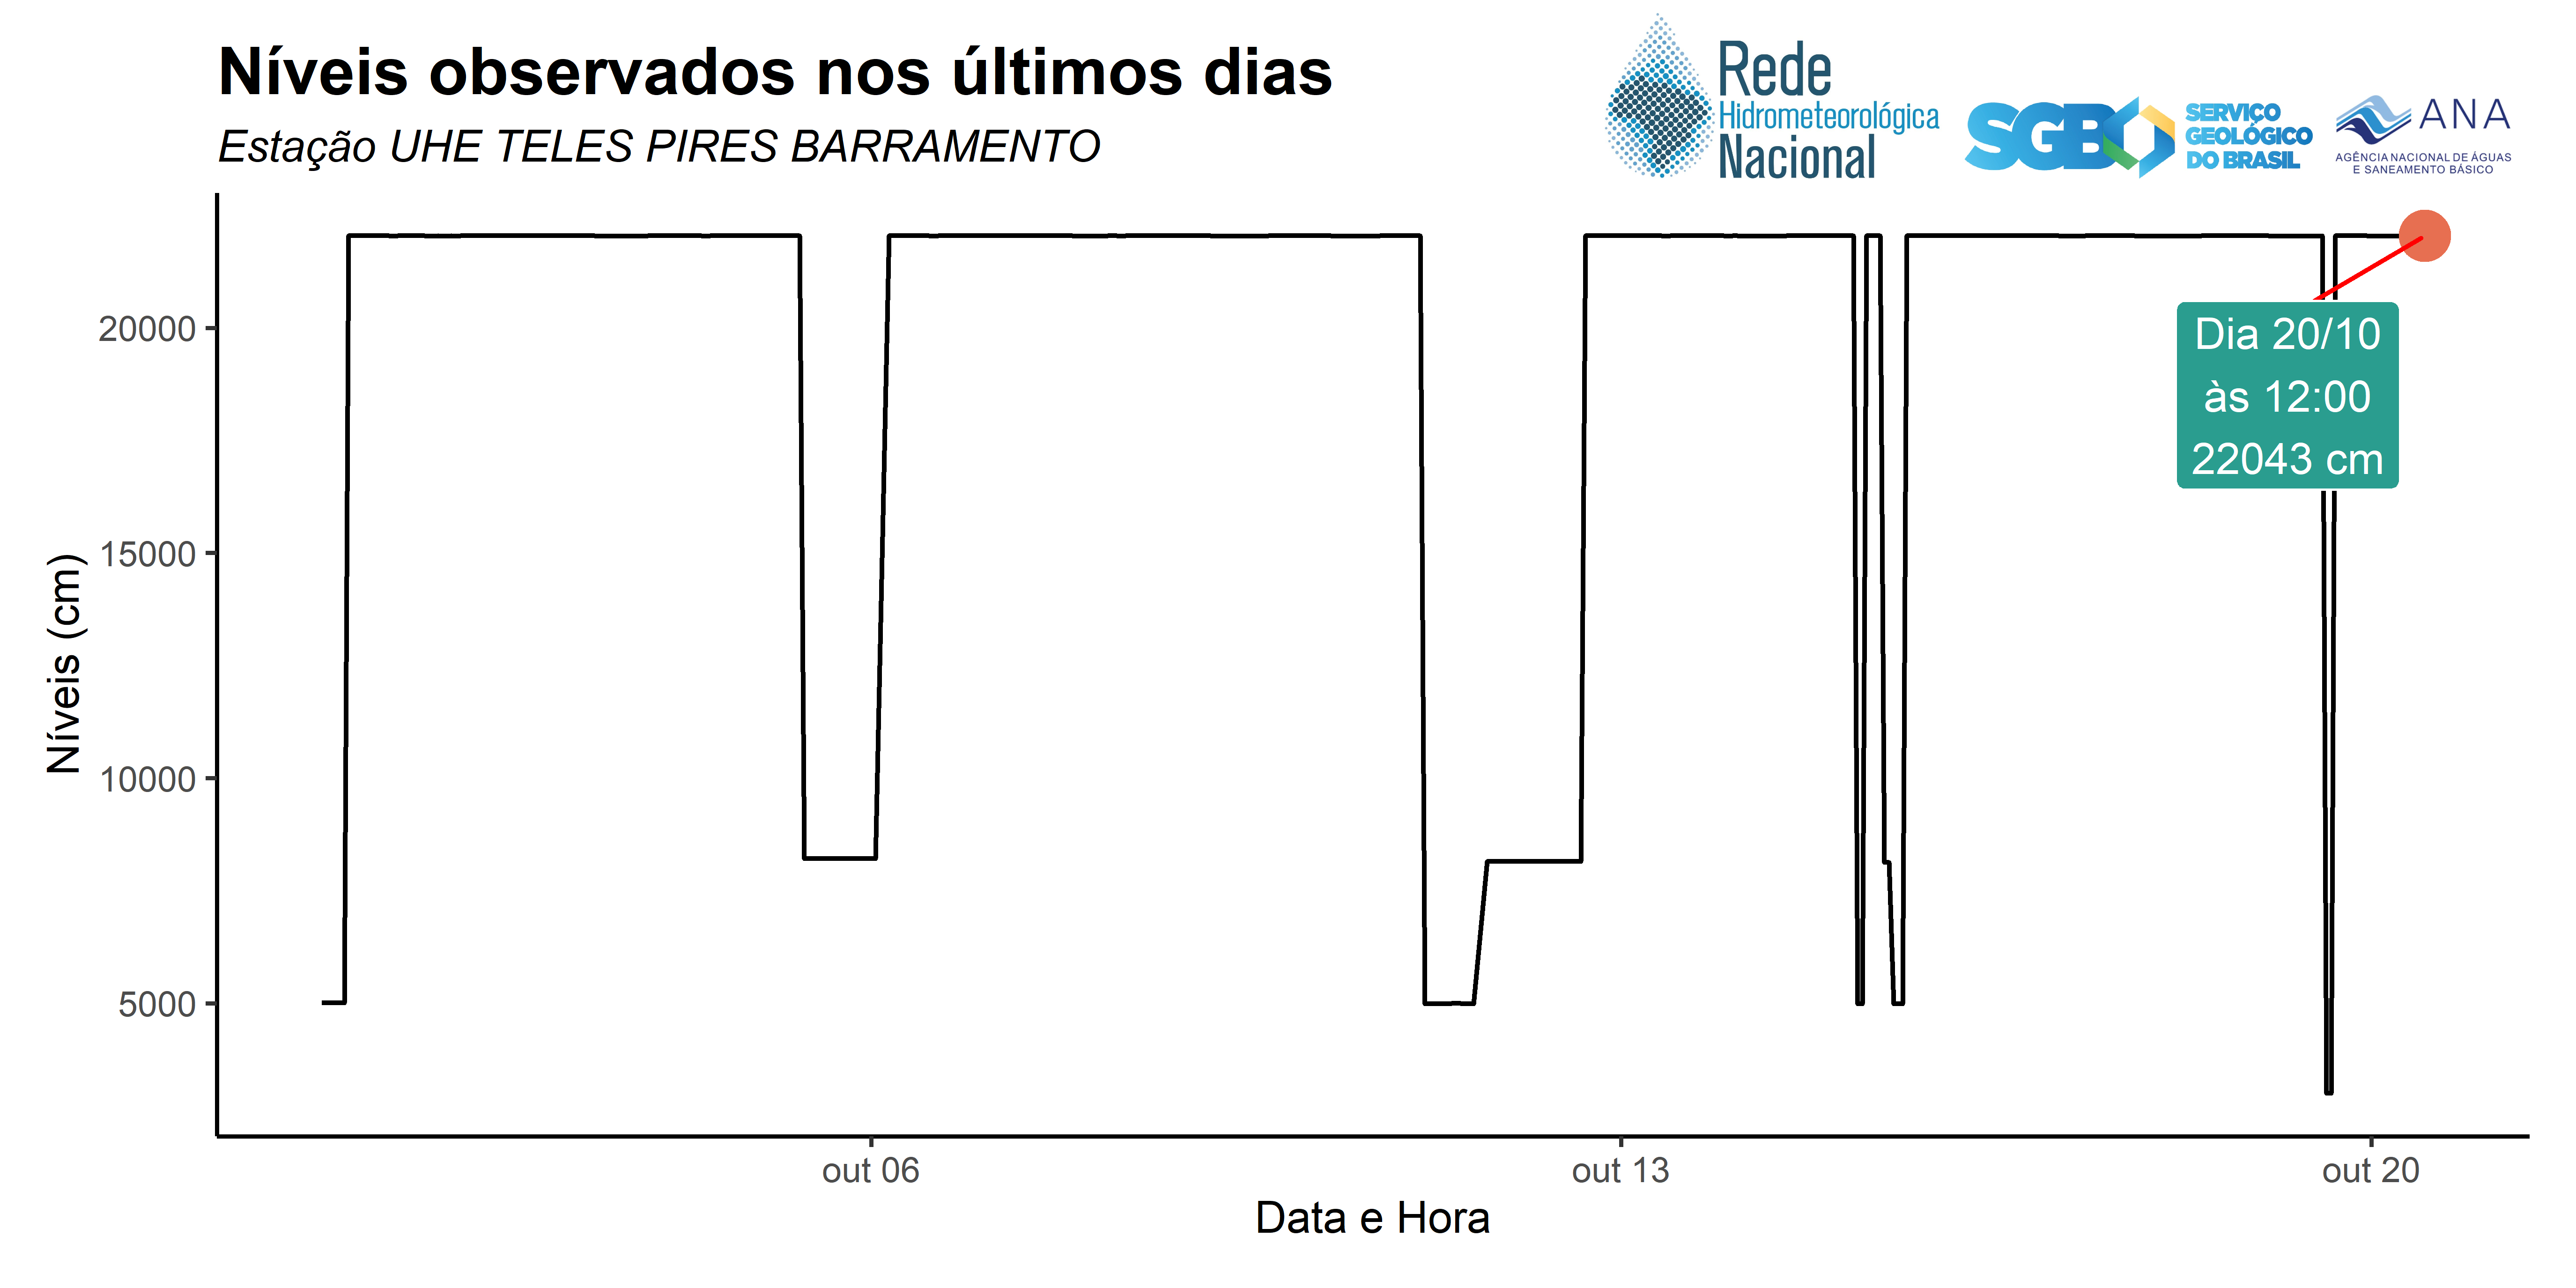 Níveis observados nos últimos dias
Estação UHE TELES PIRES BARRAMENTO
Rede
Hidrometeorológica
Nacional
SGB
SERVIÇO
GEOLÓGICO
DO BRASIL
ANA
AGÊNCIA NACIONAL DE ÁGUAS
E SANEAMENTO BÁSICO
Níveis (cm)
20000
15000
10000
5000
Dia 20/10
às 12:00
22043 cm
out 06
out 13
out 20
Data e Hora